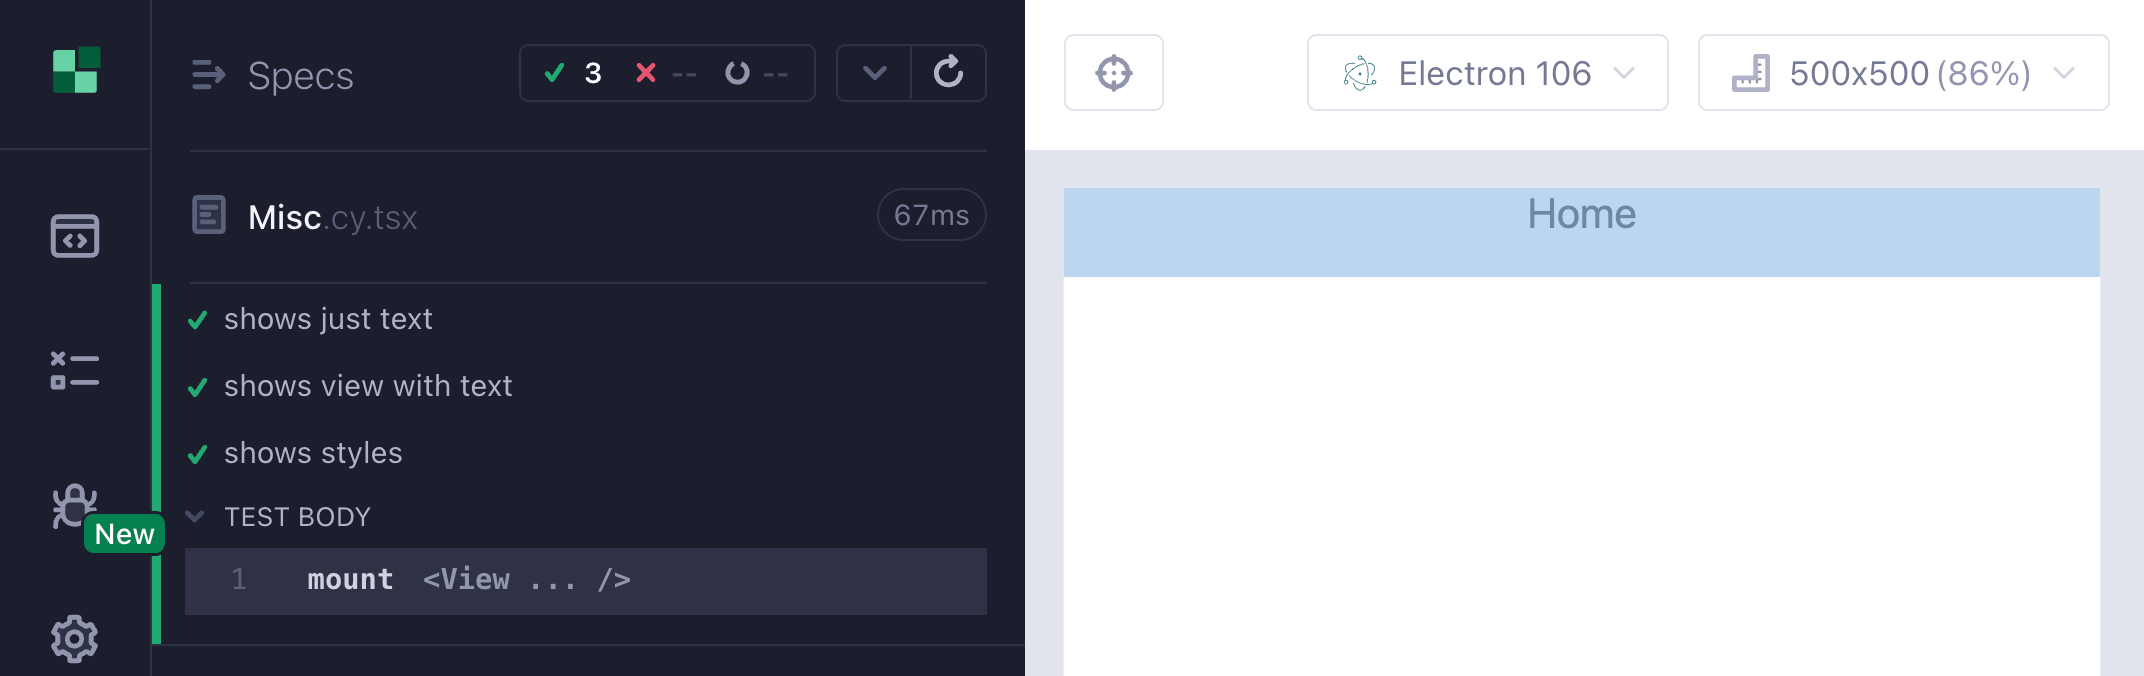 Specs 3 -- --
Misc.cy.tsx 67ms
shows just text
shows view with text
shows styles
TEST BODY
1 mount <View ... />
New
Electron 106 500x500 (86%)
Home